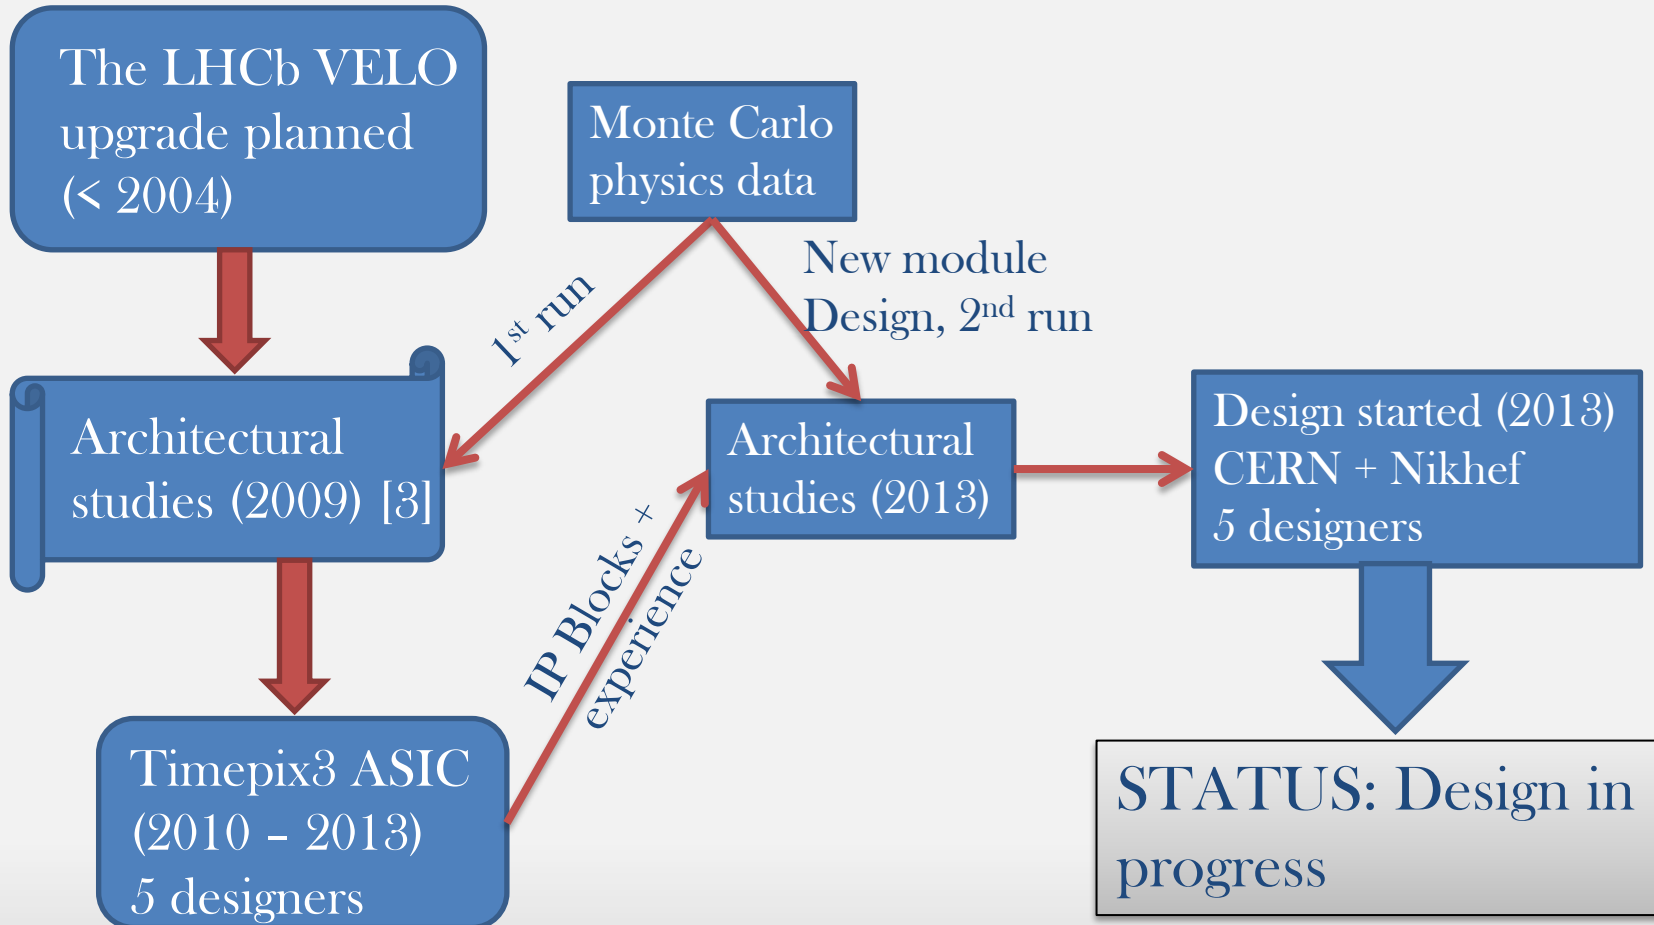 The LHCb VELO
upgrade planned
(< 2004)
Monte Carlo
physics data
1st run
New module
Design, 2nd run
Architectural
studies (2009) [3]
Architectural
studies (2013)
Design started (2013)
CERN + Nikhef
5 designers
IP Blocks +
experience
Timepix3 ASIC
(2010 – 2013)
5 designers
STATUS: Design in
progress